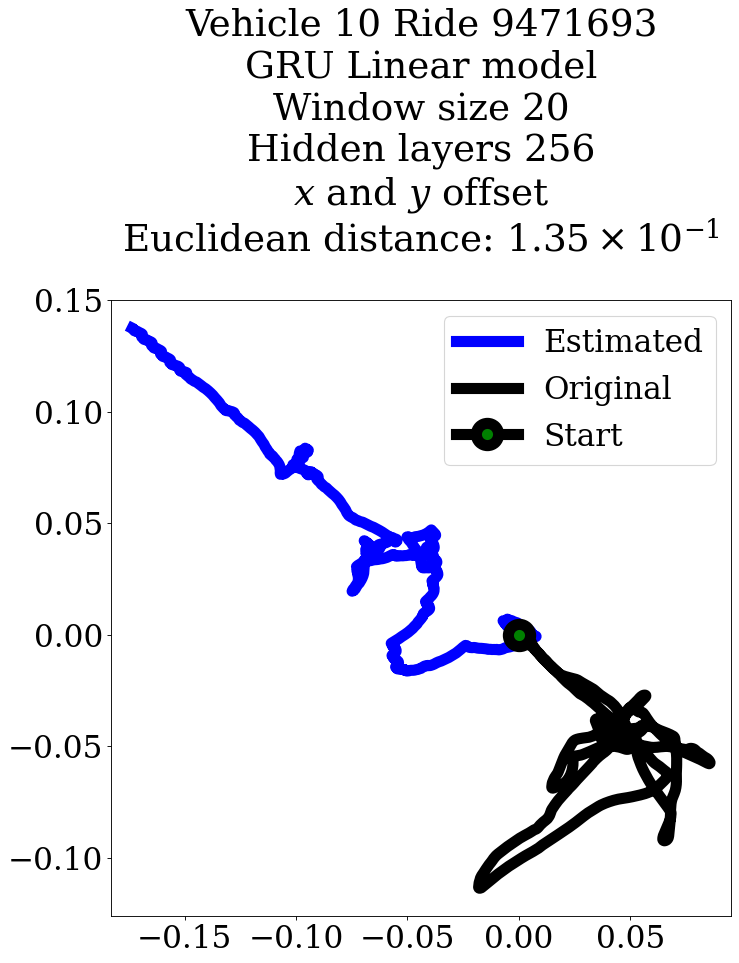 Vehicle 10 Ride 9471693
GRU Linear model
Window size 20
Hidden layers 256
x and y offset
Euclidean distance: 1.35 × 10⁻¹
0.15
0.10
0.05
0.00
−0.05
−0.10
Estimated
Original
Start
−0.15 −0.10 −0.05 0.00 0.05